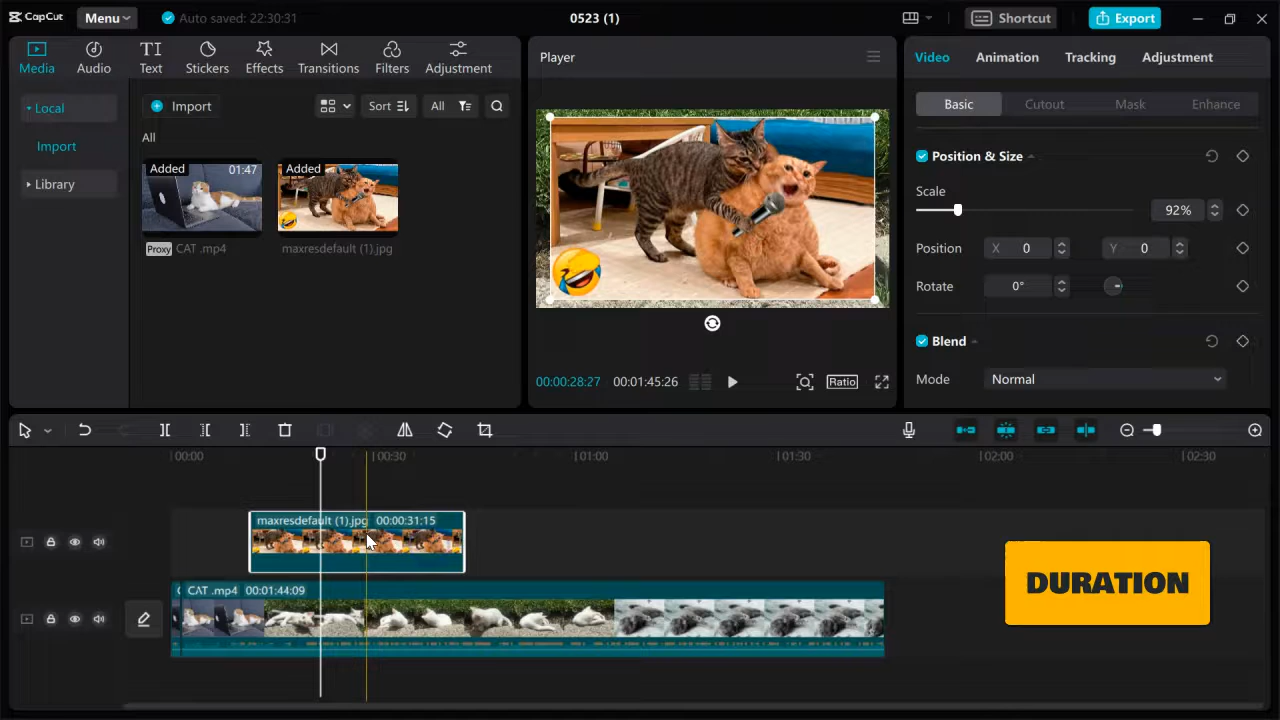 CapCut
Menu
Auto saved: 22:30:31
0523 (1)
Shortcut
Export
Media
Audio
Text
Stickers
Effects
Transitions
Filters
Adjustment
Local
Import
Library
Import
Sort
All
All
Added
01:47
Added
Proxy
CAT .mp4
maxresdefault (1).jpg
Player
00:00:28:27
00:01:45:26
Ratio
Video
Animation
Tracking
Adjustment
Basic
Cutout
Mask
Enhance
Position & Size
Scale
92%
Position
X 0
Y 0
Rotate
0°
Blend
Mode
Normal
00:00
00:30
01:00
01:30
02:00
02:30
maxresdefault (1).jpg 00:00:31:15
CAT .mp4 00:01:44:09
DURATION